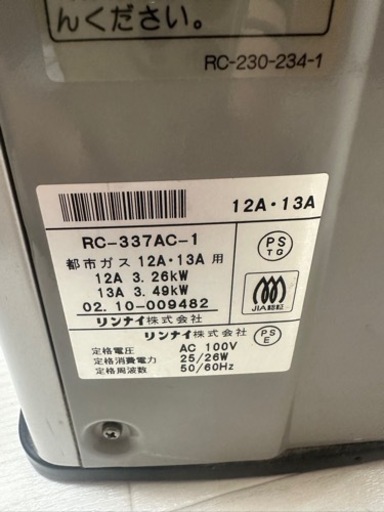 んください。
RC-230-234-1
12A・13A
RC-337AC-1
都市ガス 12A・13A 用
12A 3.26kW
13A 3.49kW
02.10-009482
リンナイ株式会社
PS
TG
JIA認証
リンナイ株式会社
PS
E
定格電圧 AC 100V
定格消費電力 25/26W
定格周波数 50/60Hz